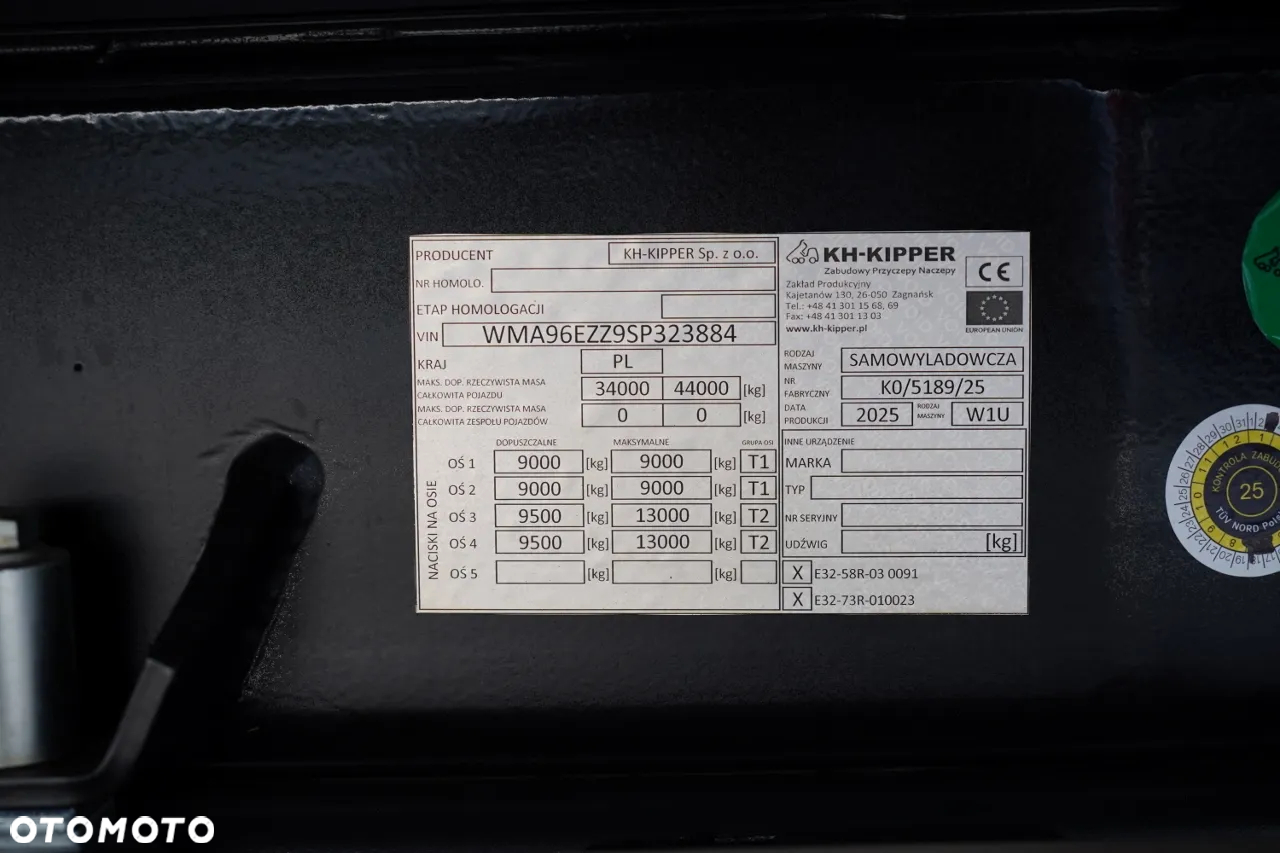 PRODUCENT KH-KIPPER Sp. z o.o.
NR HOMOLO.
ETAP HOMOLOGACJI
VIN WMA96EZZ9SP323884
KRAJ PL
MAKS. DOP. RZECZYWISTA MASA
CAŁKOWITA POJAZDU 34000 44000 [kg]
MAKS. DOP. RZECZYWISTA MASA
CAŁKOWITA ZESPOŁU POJAZDÓW 0 0 [kg]
DOPUSZCZALNE MAKSYMALNE GRUPA OSI
NACISKI NA OSIE
OŚ 1 9000 [kg] 9000 [kg] T1
OŚ 2 9000 [kg] 9000 [kg] T1
OŚ 3 9500 [kg] 13000 [kg] T2
OŚ 4 9500 [kg] 13000 [kg] T2
OŚ 5 [kg] [kg]
KH-KIPPER
Zabudowy Przyczepy Naczepy
Zakład Produkcyjny
Kajetanów 130, 26-050 Zagnańsk
Tel.: +48 41 301 15 68, 69
Fax: +48 41 301 13 03
www.kh-kipper.pl
CE
EUROPEAN UNION
RODZAJ
MASZYNY SAMOWYLADOWCZA
NR
FABRYCZNY K0/5189/25
DATA
PRODUKCJI 2025 RODZAJ
MASZYNY W1U
INNE URZĄDZENIE
MARKA
TYP
NR SERYJNY
UDŹWIG [kg]
X E32-58R-03 0091
X E32-73R-010023
KONTROLA ZABUD
25
TÜV NORD Pol
OTOMOTO